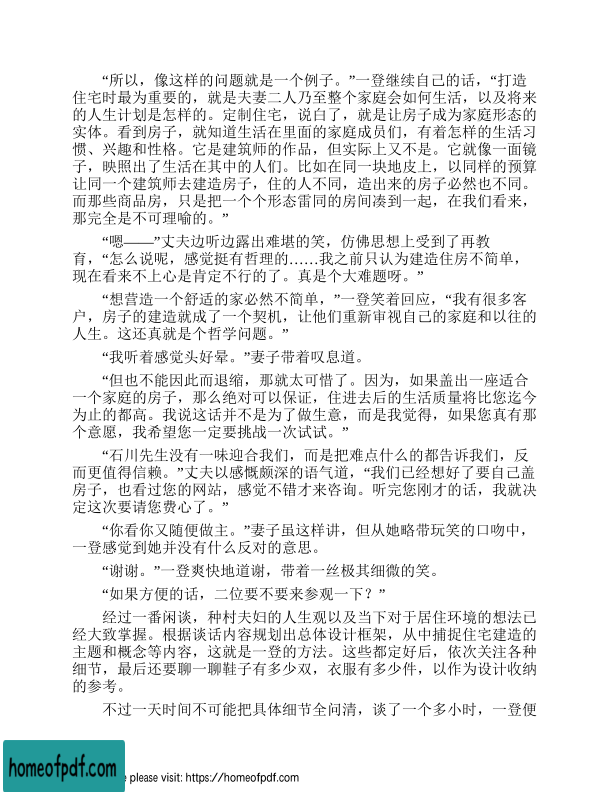 “所以，像这样的问题就是一个例子。”一登继续自己的话，“打造
住宅时最为重要的，就是夫妻二人乃至整个家庭会如何生活，以及将来
的人生计划是怎样的。定制住宅，说白了，就是让房子成为家庭形态的
实体。看到房子，就知道生活在里面的家庭成员们，有着怎样的生活习
惯、兴趣和性格。它是建筑师的作品，但实际上又不是。它就像一面镜
子，映照出了生活在其中的人们。比如在同一块地皮上，以同样的预算
让同一个建筑师去建造房子，住的人不同，造出来的房子必然也不同。
而那些商品房，只是把一个个形态雷同的房间凑到一起，在我们看来，
那完全是不可理喻的。”
“嗯——”丈夫边听边露出难堪的笑，仿佛思想上受到了再教
育，“怎么说呢，感觉挺有哲理的……我之前只认为建造住房不简单，
现在看来不上心是肯定不行的了。真是个大难题呀。”
“想营造一个舒适的家必然不简单，”一登笑着回应，“我有很多客
户，房子的建造就成了一个契机，让他们重新审视自己的家庭和以往的
人生。这还真就是个哲学问题。”
“我听着感觉头好晕。”妻子带着叹息道。
“但也不能因此而退缩，那就太可惜了。因为，如果盖出一座适合
一个家庭的房子，那么绝对可以保证，住进去后的生活质量将比您迄今
为止的都高。我说这话并不是为了做生意，而是我觉得，如果您真有那
个意愿，我希望您一定要挑战一次试试。”
“石川先生没有一味迎合我们，而是把难点什么的都告诉我们，反
而更值得信赖。”丈夫以感慨颇深的语气道，“我们已经想好了要自己盖
房子，也看过您的网站，感觉不错才来咨询。听完您刚才的话，我就决
定这次要请您费心了。”
“你看你又随便做主。”妻子虽这样讲，但从她略带玩笑的口吻中，
一登感觉到她并没有什么反对的意思。
“谢谢。”一登爽快地道谢，带着一丝极其细微的笑。
“如果方便的话，二位要不要来参观一下？”
经过一番闲谈，种村夫妇的人生观以及当下对于居住环境的想法已
经大致掌握。根据谈话内容规划出总体设计框架，从中捕捉住宅建造的
主题和概念等内容，这就是一登的方法。这些都定好后，依次关注各种
细节，最后还要聊一聊鞋子有多少双，衣服有多少件，以作为设计收纳
的参考。
不过一天时间不可能把具体细节全问清，谈了一个多小时，一登便
homeofpdf.com
e please visit: https://homeofpdf.com